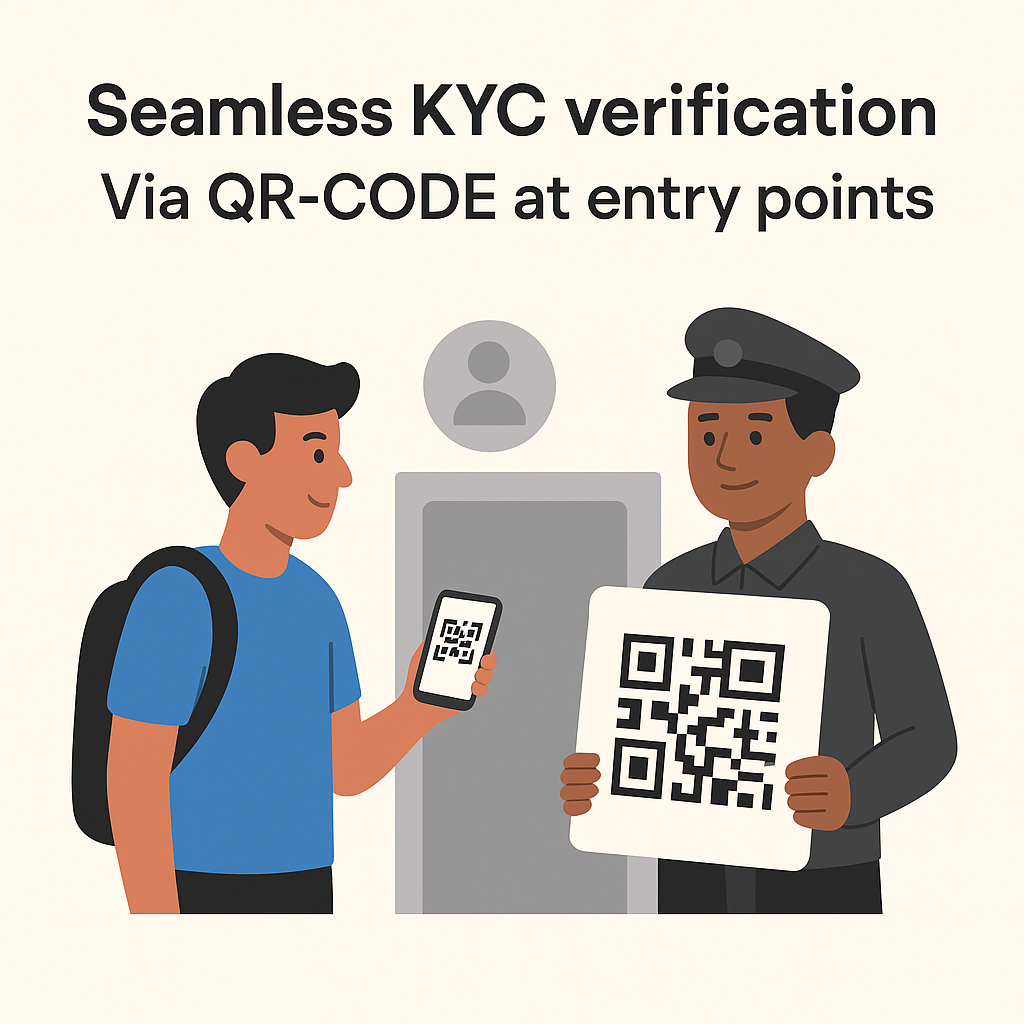 Seamless KYC verification
Via QR-CODE at entry points